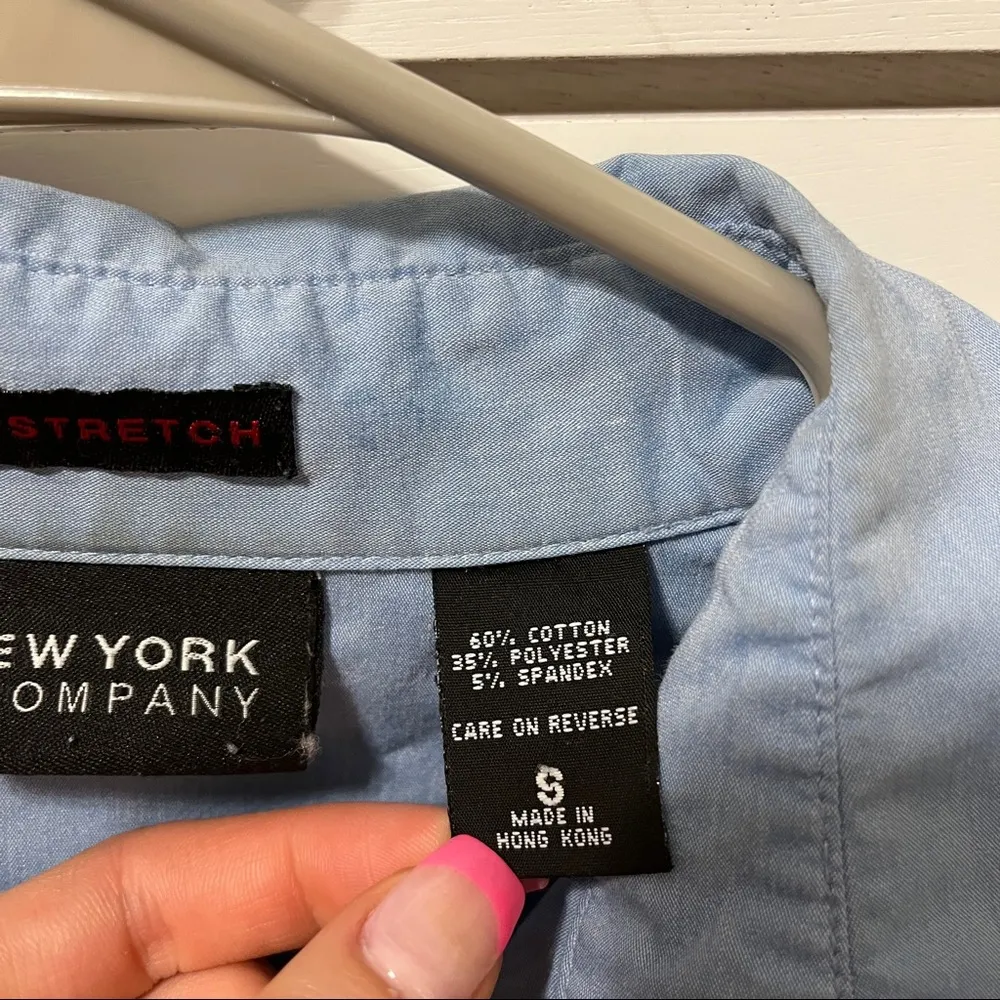 STRETCH
EW YORK
OMPANY
60% COTTON
35% POLYESTER
5% SPANDEX
CARE ON REVERSE
S
MADE IN
HONG KONG